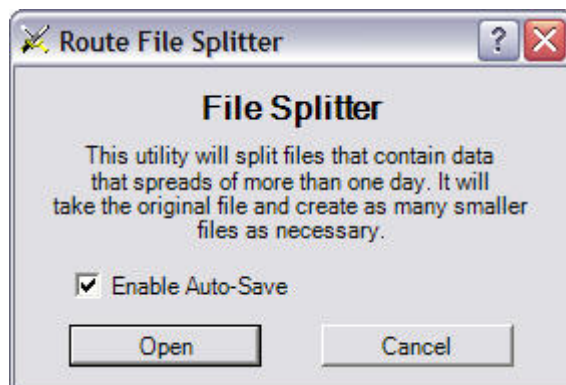 Route File Splitter ?
File Splitter
This utility will split files that contain data
that spreads of more than one day. It will
take the original file and create as many smaller
files as necessary.
Enable Auto-Save
Open Cancel